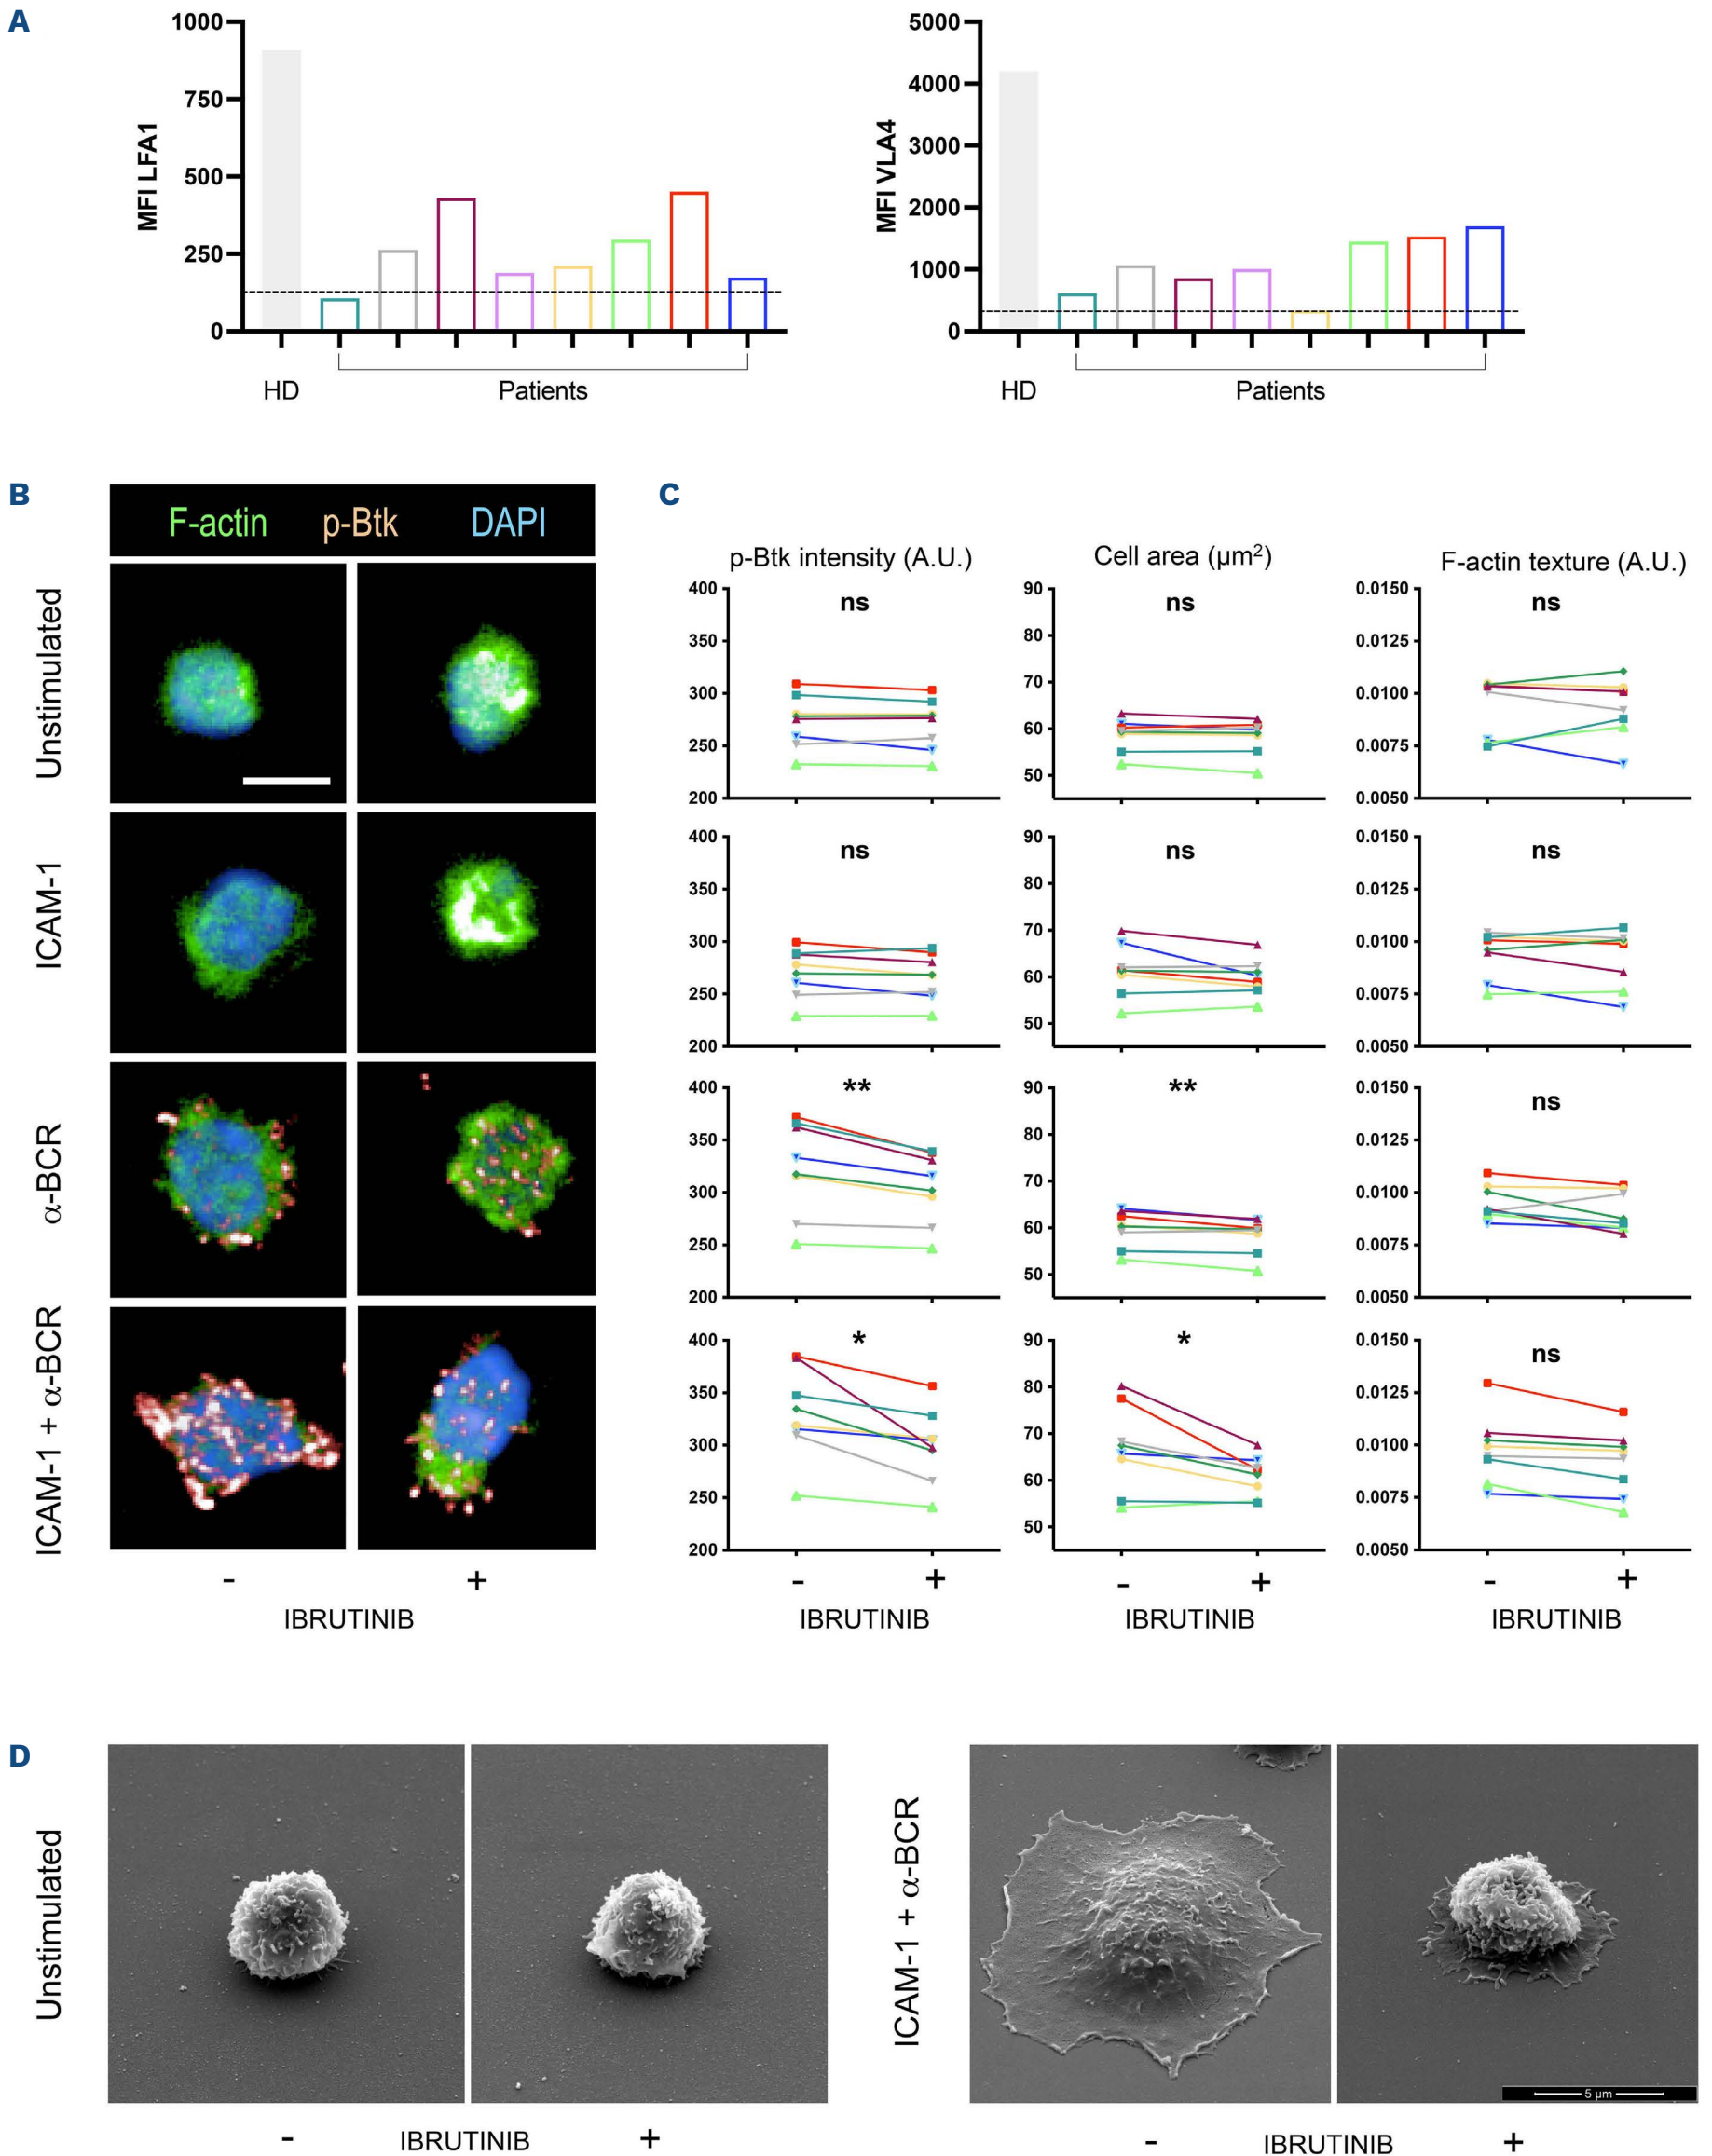 A
MFI LFA1
1000
750
500
250
0
HD
Patients
MFI VLA4
5000
4000
3000
2000
1000
0
HD
Patients
B
F-actin p-Btk DAPI
Unstimulated
ICAM-1
α-BCR
ICAM-1 + α-BCR
- +
IBRUTINIB
C
p-Btk intensity (A.U.)
Cell area (µm²)
F-actin texture (A.U.)
400
350
300
250
200
ns
90
80
70
60
50
ns
0.0150
0.0125
0.0100
0.0075
0.0050
ns
400
350
300
250
200
ns
90
80
70
60
50
ns
0.0150
0.0125
0.0100
0.0075
0.0050
ns
400
350
300
250
200
**
90
80
70
60
50
**
0.0150
0.0125
0.0100
0.0075
0.0050
ns
400
350
300
250
200
*
90
80
70
60
50
*
0.0150
0.0125
0.0100
0.0075
0.0050
ns
- +
IBRUTINIB
- +
IBRUTINIB
- +
IBRUTINIB
D
Unstimulated
- IBRUTINIB +
ICAM-1 + α-BCR
5 µm
- IBRUTINIB +